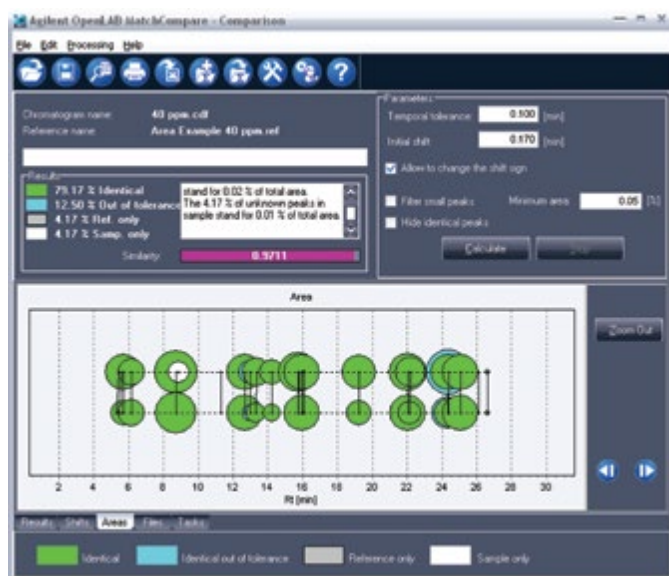 Agilent OpenLAB MatchCompare - Comparison
File Edit Processing Help
Chromatogram name: 40 ppm.cdf
Reference name: Area Example 40 ppm.ref
Results
79.17 % Identical
12.50 % Out of tolerance
4.17 % Ref. only
4.17 % Samp. only
stand for 0.02 % of total area.
The 4.17 % of unknown peaks in
sample stand for 0.01 % of total area.
Similarity: 0.9711
Parameters
Temporal tolerance: 0.100 [min]
Initial shift: 0.170 [min]
Allow to change the shift sign
Filter small peaks Minimum area: 0.05 [%]
Hide identical peaks
Calculate
Area
Zoom Out
2 4 6 8 10 12 14 16 18 20 22 24 26 28 30
Rt [min]
Results Shifts Areas Files Tasks
Identical Identical out of tolerance Reference only Sample only